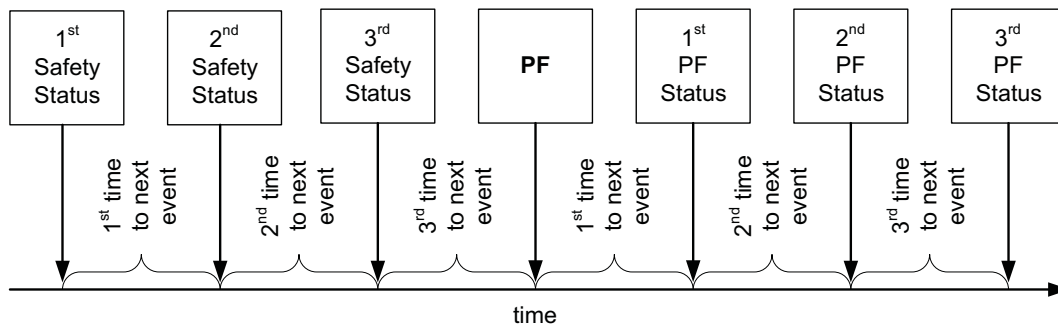 1st
Safety
Status
2nd
Safety
Status
3rd
Safety
Status
PF
1st
PF
Status
2nd
PF
Status
3rd
PF
Status
1st time
to next
event
2nd time
to next
event
3rd time
to next
event
1st time
to next
event
2nd time
to next
event
3rd time
to next
event
time